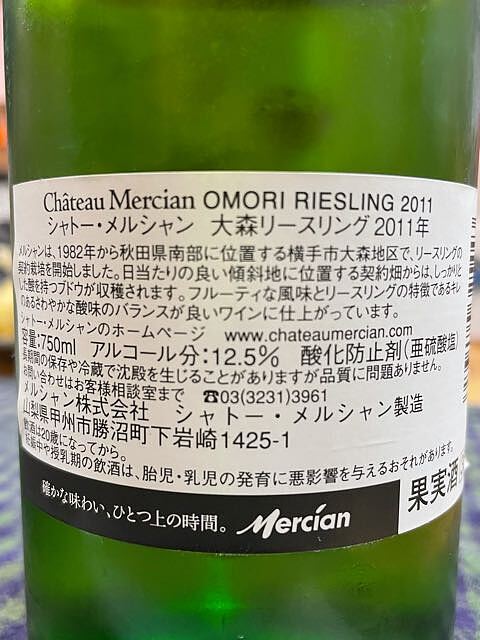 Château Mercian OMORI RIESLING 2011
シャトー・メルシャン 大森リースリング2011年
メルシャンは、1982年から秋田県南部に位置する横手市大森地区で、リースリングの
契約栽培を開始しました。日当たりの良い傾斜地に位置する契約畑からは、しっかりと
した酸を持つブドウが収穫されます。フルーティな風味とリースリングの特徴であるキレ
のあるさわやかな酸味のバランスが良いワインに仕上がっています。
シャトー・メルシャンのホームページ www.chateaumercian.com
容量:750ml アルコール分:12.5% 酸化防止剤(亜硫酸塩)
長期間の保存や冷蔵で沈殿を生じることがありますが品質に問題ありません。
お問い合わせはお客様相談室まで ☎03(3231)3961
メルシャン株式会社 シャトー・メルシャン製造
山梨県甲州市勝沼町下岩崎1425-1
飲酒は20歳になってから。
妊娠中や授乳期の飲酒は、胎児・乳児の発育に悪影響を与えるおそれがあります。
確かな味わい、ひとつ上の時間。 Mercian
果実酒